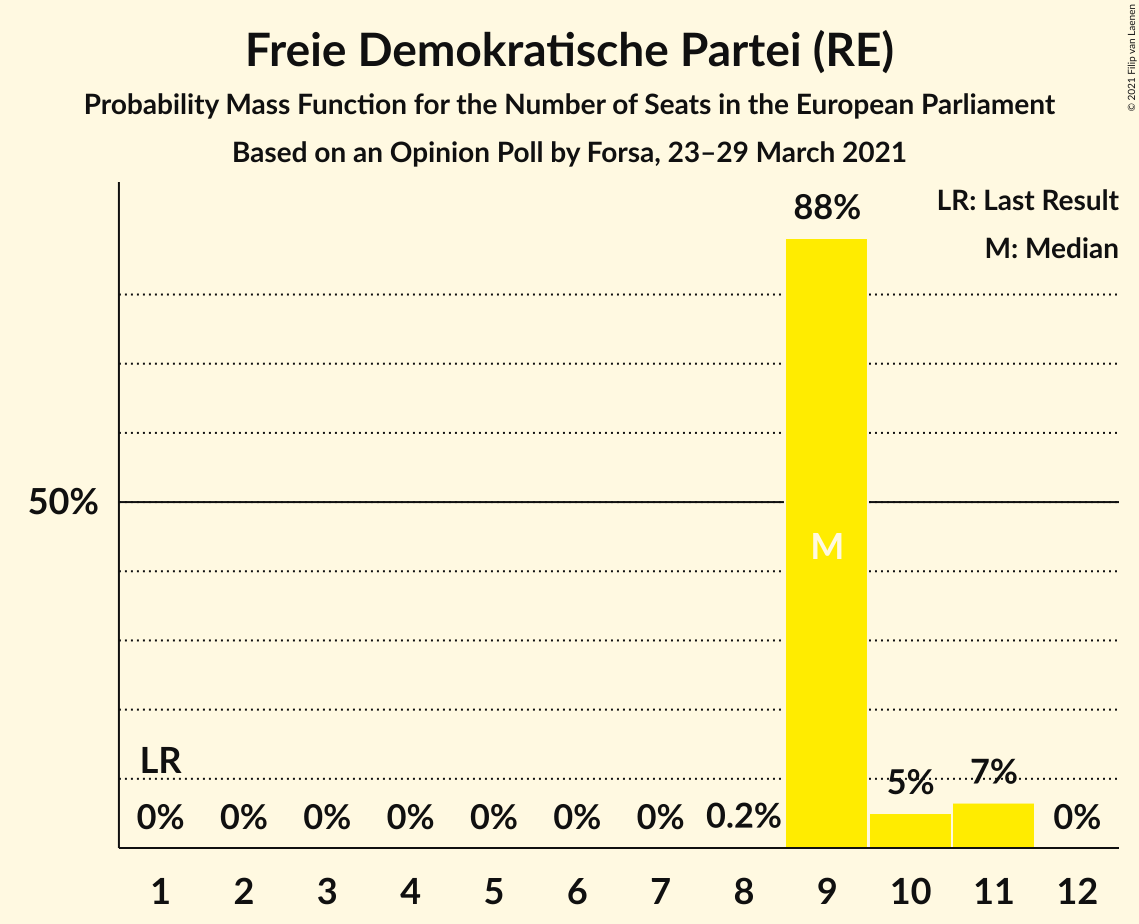 Freie Demokratische Partei (RE)
Probability Mass Function for the Number of Seats in the European Parliament
Based on an Opinion Poll by Forsa, 23–29 March 2021
© 2021 Filip van Laenen
LR: Last Result
M: Median
88%
50%
M
LR
0% 0% 0% 0% 0% 0% 0% 0.2% 5% 7% 0%
1 2 3 4 5 6 7 8 9 10 11 12